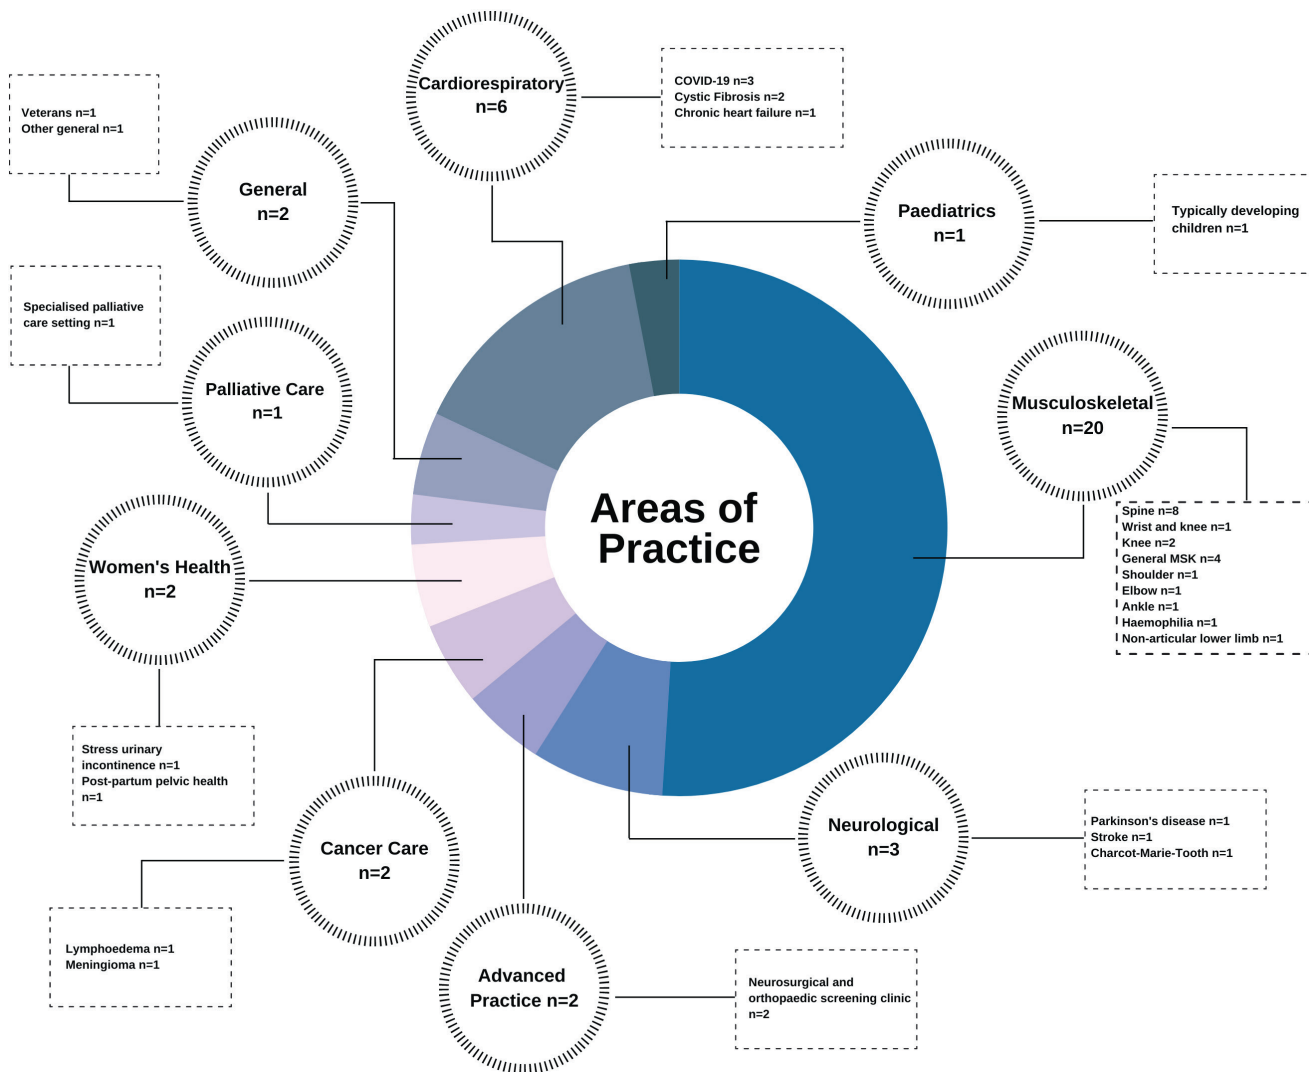 Cardiorespiratory
n=6
COVID-19 n=3
Cystic Fibrosis n=2
Chronic heart failure n=1
Veterans n=1
Other general n=1
General
n=2
Paediatrics
n=1
Typically developing
children n=1
Specialised palliative
care setting n=1
Palliative Care
n=1
Musculoskeletal
n=20
Spine n=8
Wrist and knee n=1
Knee n=2
General MSK n=4
Shoulder n=1
Elbow n=1
Ankle n=1
Haemophilia n=1
Non-articular lower limb n=1
Areas of
Practice
Women's Health
n=2
Stress urinary
incontinence n=1
Post-partum pelvic health
n=1
Cancer Care
n=2
Lymphoedema n=1
Meningioma n=1
Neurological
n=3
Parkinson's disease n=1
Stroke n=1
Charcot-Marie-Tooth n=1
Advanced
Practice n=2
Neurosurgical and
orthopaedic screening clinic
n=2